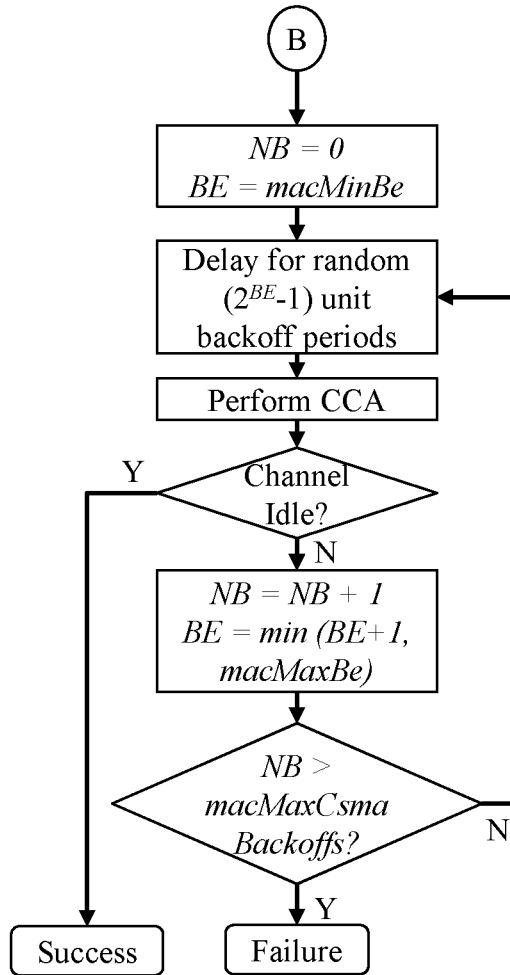 B
NB = 0
BE = macMinBe
Delay for random
(2^BE-1) unit
backoff periods
Perform CCA
Y
Channel
Idle?
N
NB = NB + 1
BE = min (BE+1,
macMaxBe)
NB >
macMaxCsma
Backoffs?
N
Y
Success
Failure